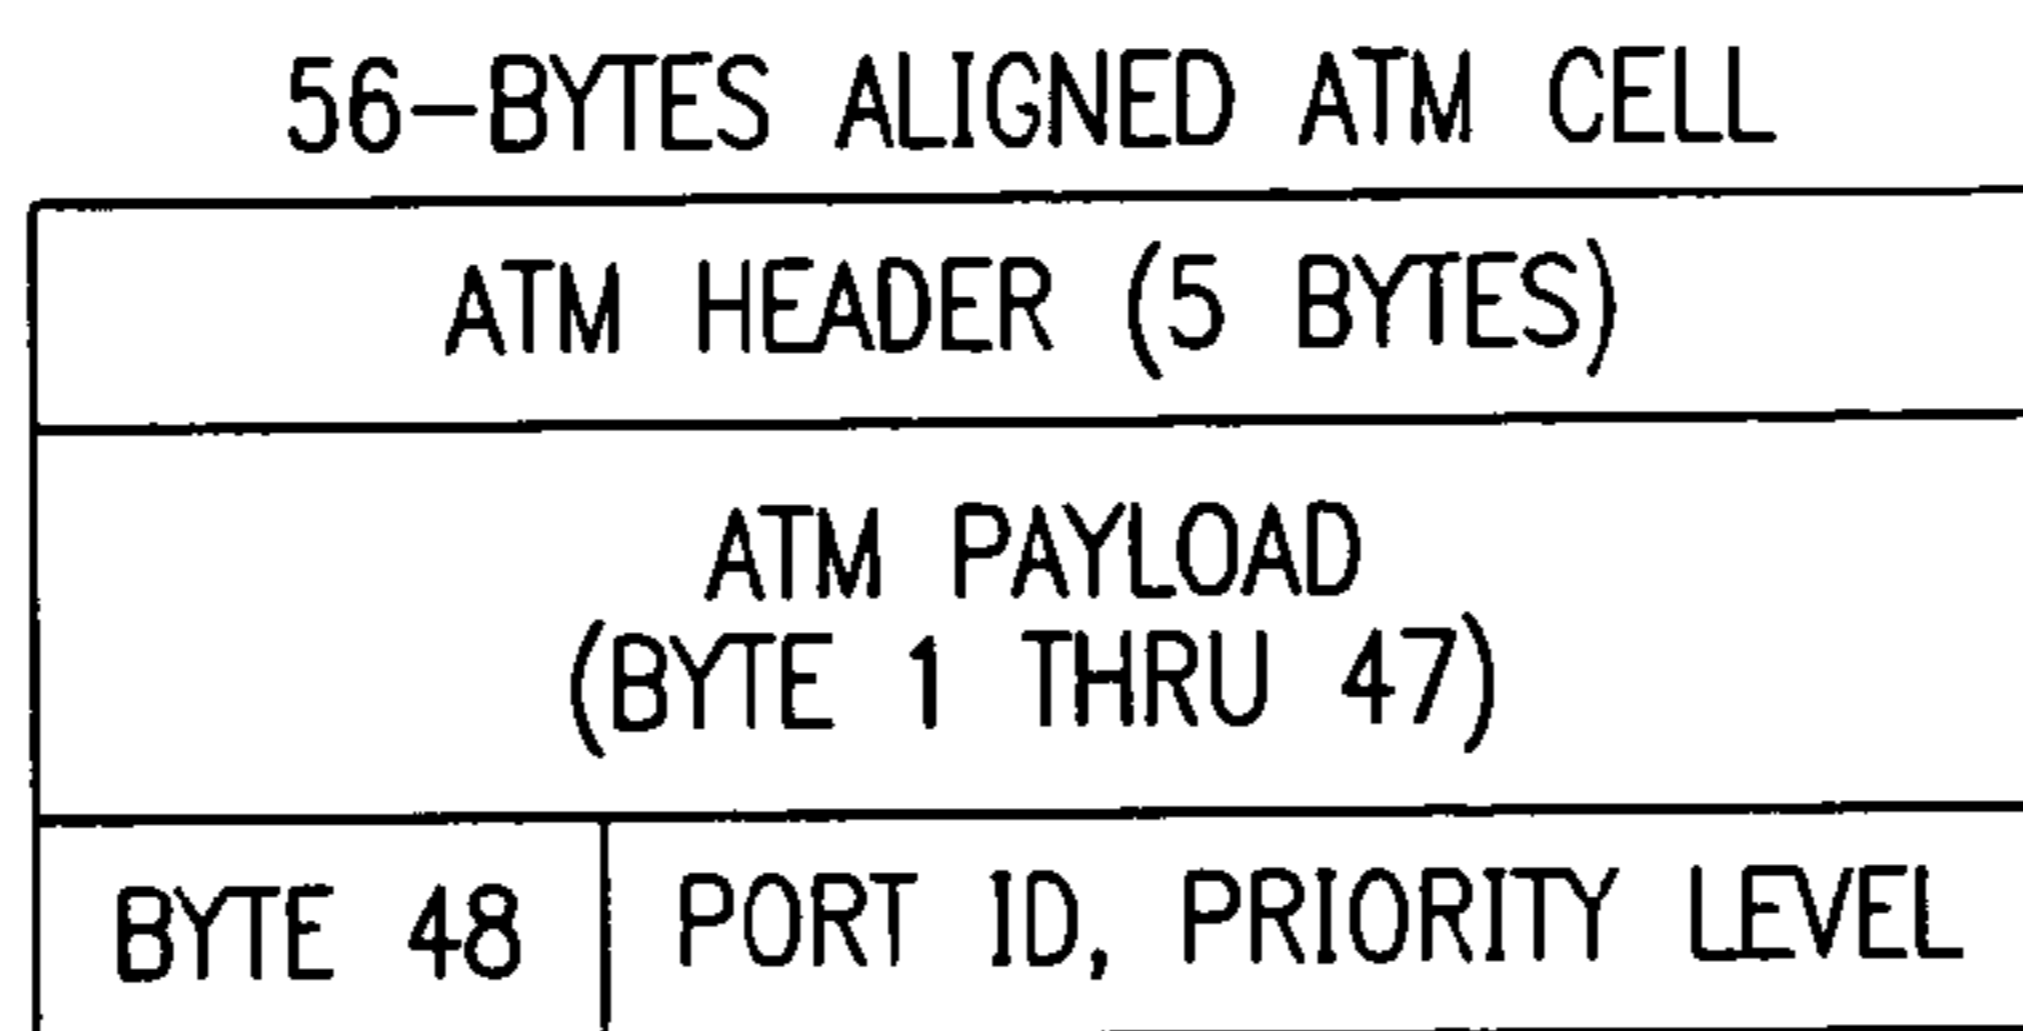 56-BYTES ALIGNED ATM CELL
ATM HEADER (5 BYTES)
ATM PAYLOAD
(BYTE 1 THRU 47)
BYTE 48 PORT ID, PRIORITY LEVEL